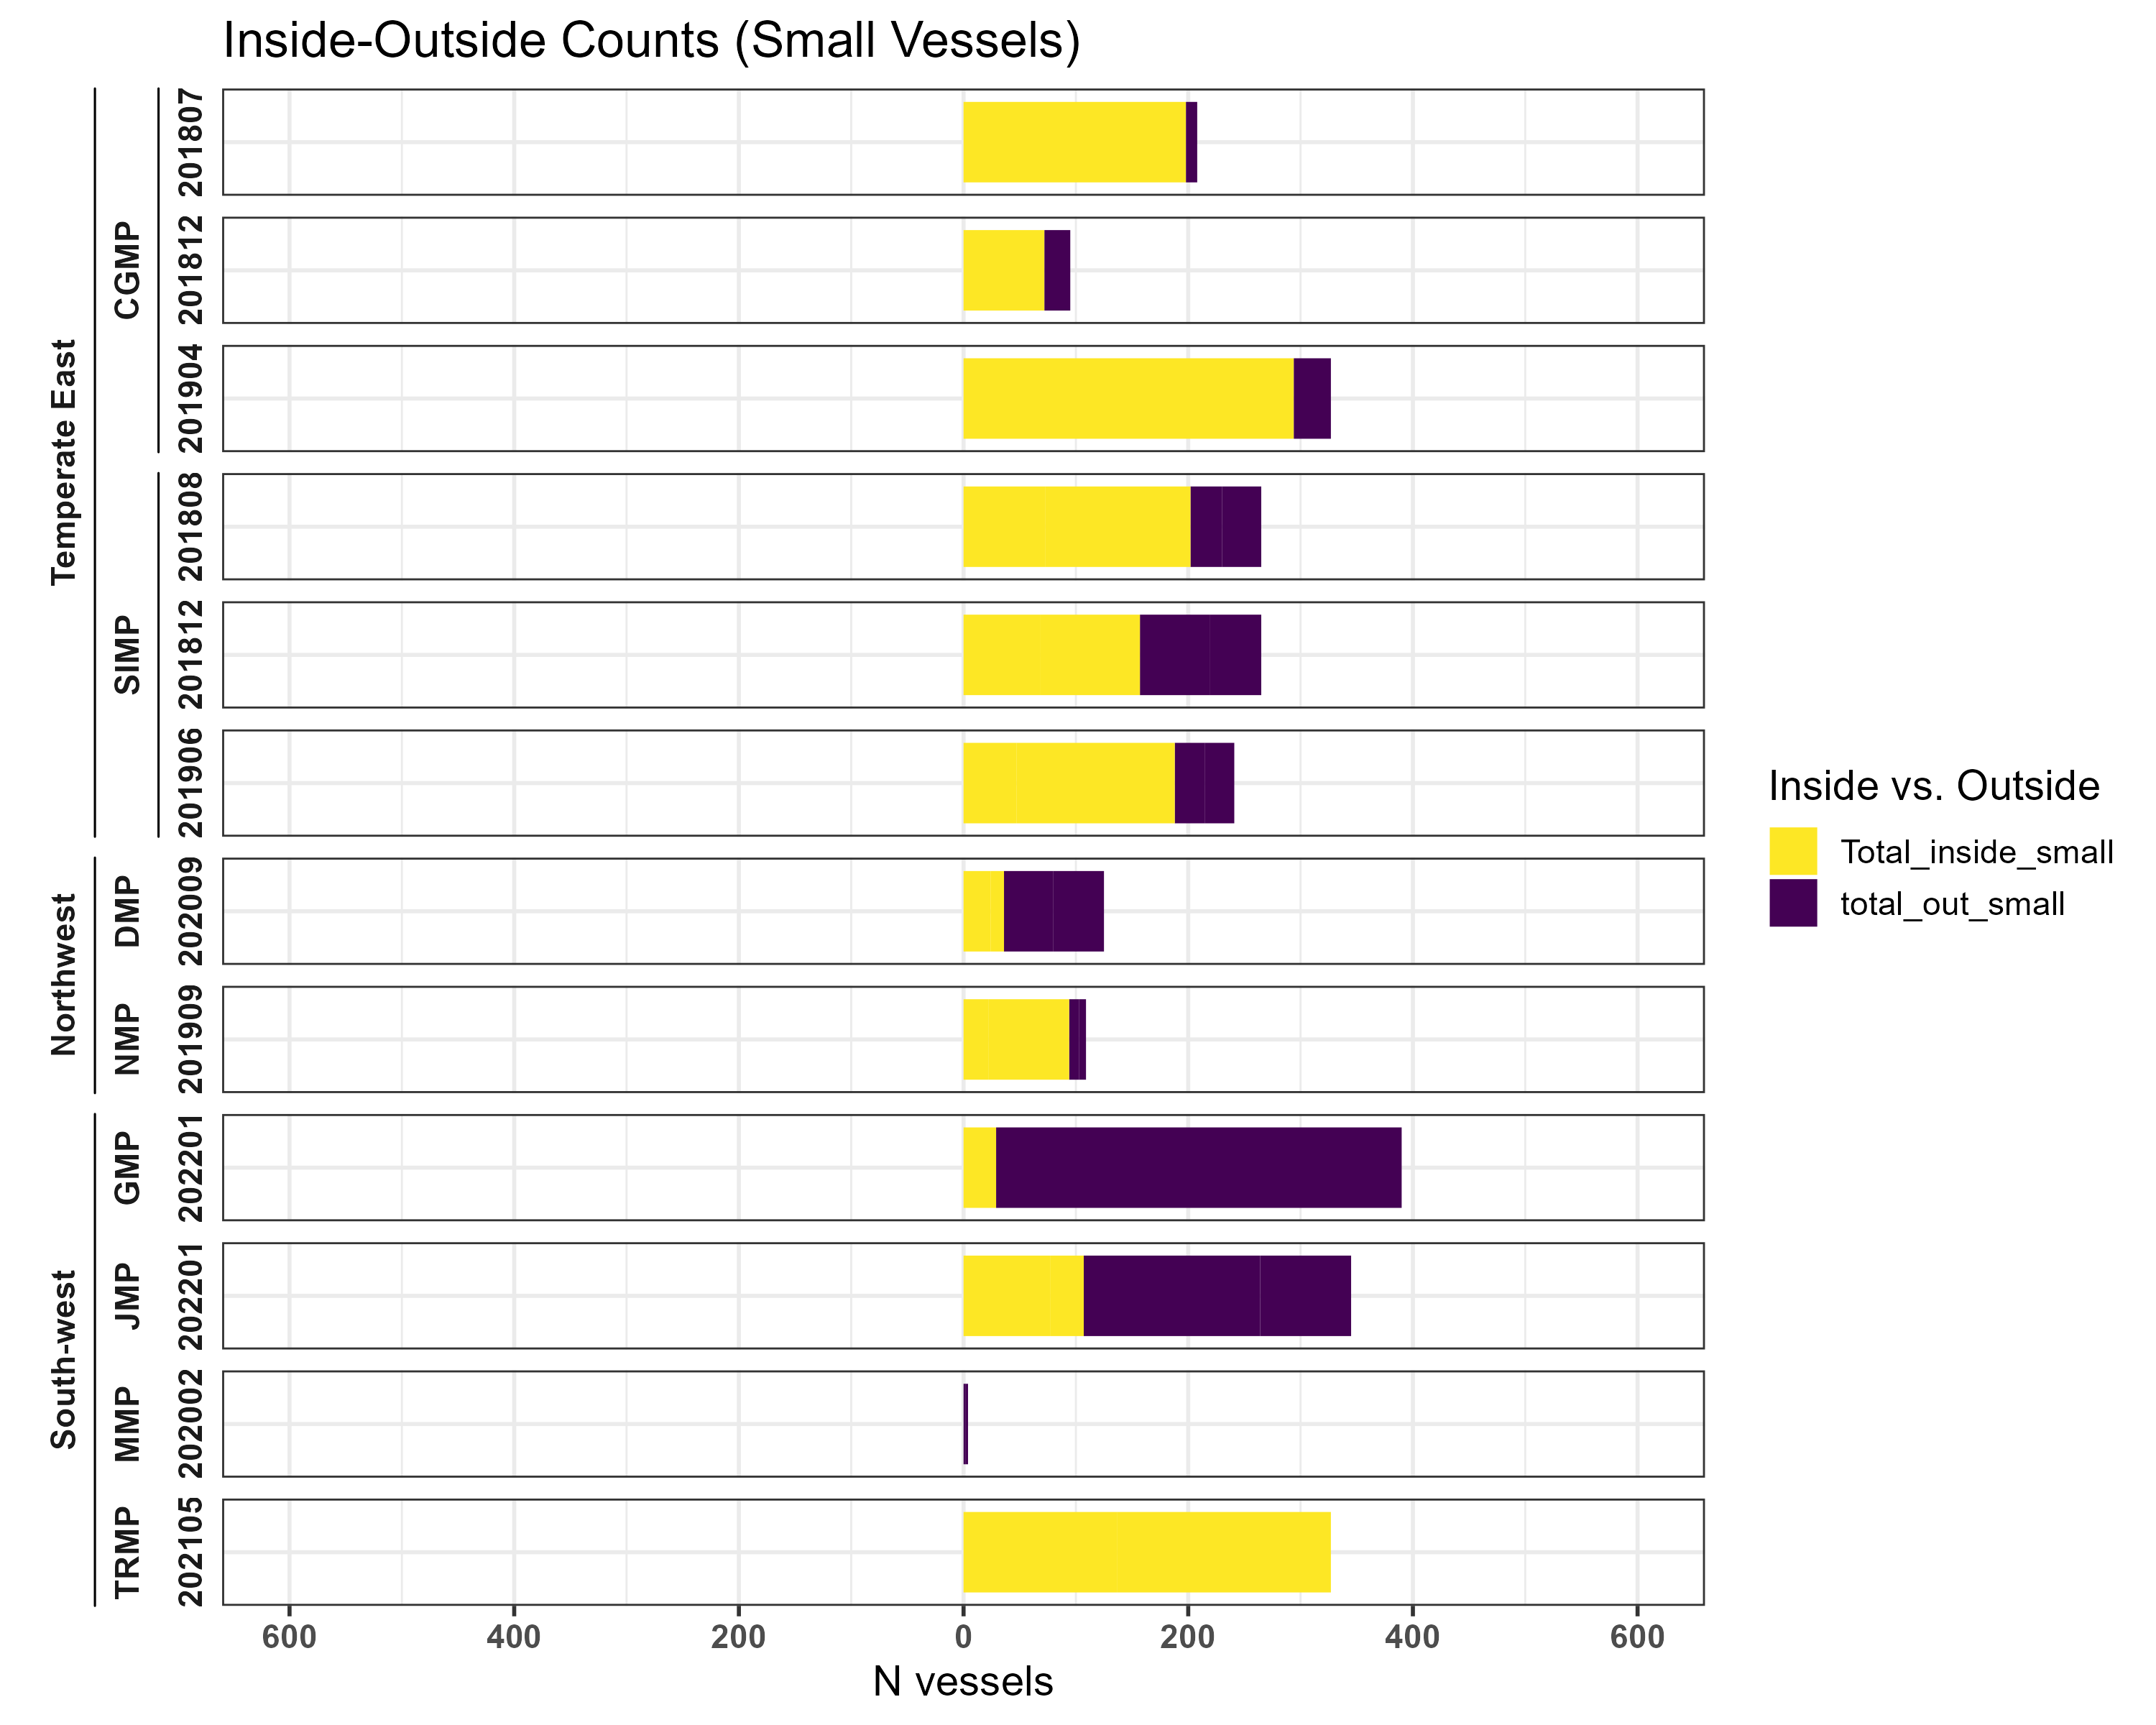 Inside-Outside Counts (Small Vessels)
Temperate East
CGMP
201807
201812
201904
SIMP
201808
201812
201906
Northwest
DMP
202009
NMP
201909
South-west
GMP
202201
JMP
202201
MMP
202002
TRMP
202105
600 400 200 0 200 400 600
N vessels
Inside vs. Outside
Total_inside_small
total_out_small